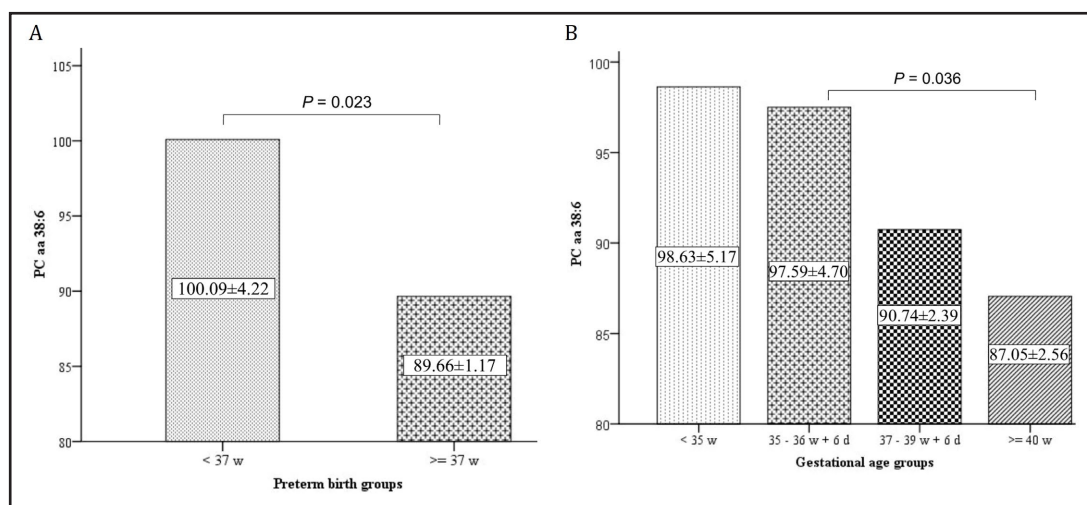 A
105
100
95
90
85
80
PC aa 38:6
P = 0.023
100.09±4.22
89.66±1.17
< 37 w
>= 37 w
Preterm birth groups
B
100
95
90
85
80
PC aa 38:6
P = 0.036
98.63±5.17
97.59±4.70
90.74±2.39
87.05±2.56
< 35 w
35 - 36 w + 6 d
37 - 39 w + 6 d
>= 40 w
Gestational age groups